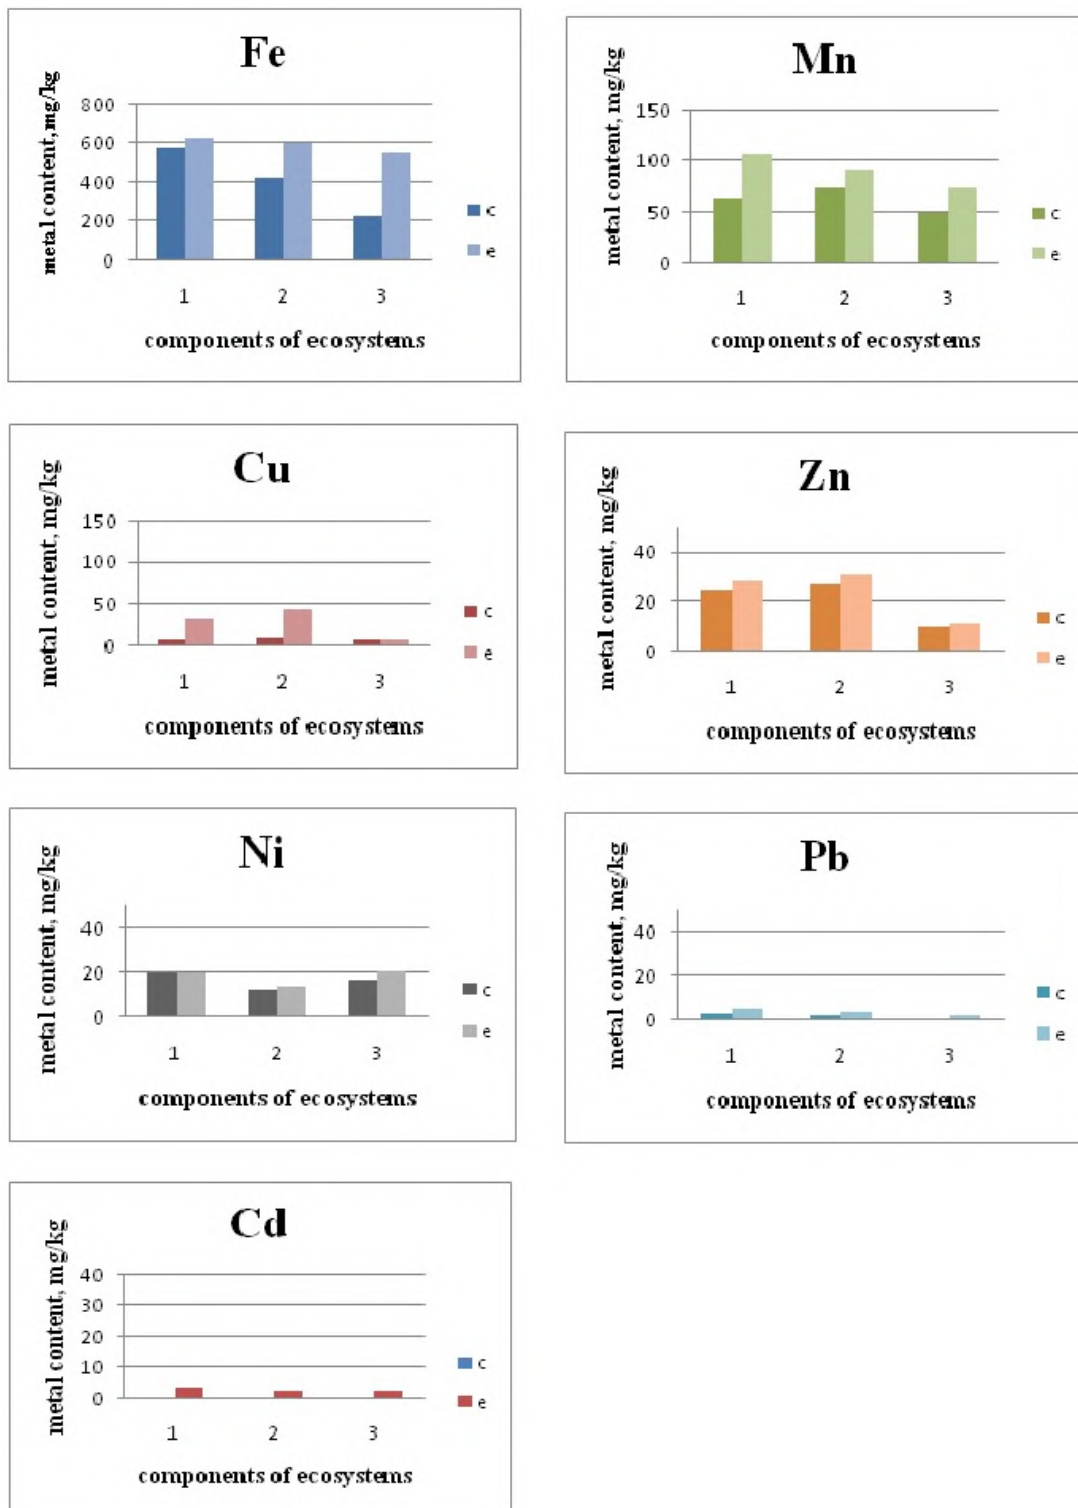 Fe
metal content, mg/kg
800
600
400
200
0
1 2 3
c
e
components of ecosystems
Mn
metal content, mg/kg
150
100
50
0
1 2 3
c
e
components of ecosystems
Cu
metal content, mg/kg
150
100
50
0
1 2 3
c
e
components of ecosystems
Zn
metal content, mg/kg
40
20
0
1 2 3
c
e
components of ecosystems
Ni
metal content, mg/kg
40
20
0
1 2 3
c
e
components of ecosystems
Pb
metal content, mg/kg
40
20
0
1 2 3
c
e
components of ecosystems
Cd
metal content, mg/kg
40
30
20
10
0
1 2 3
c
e
components of ecosystems